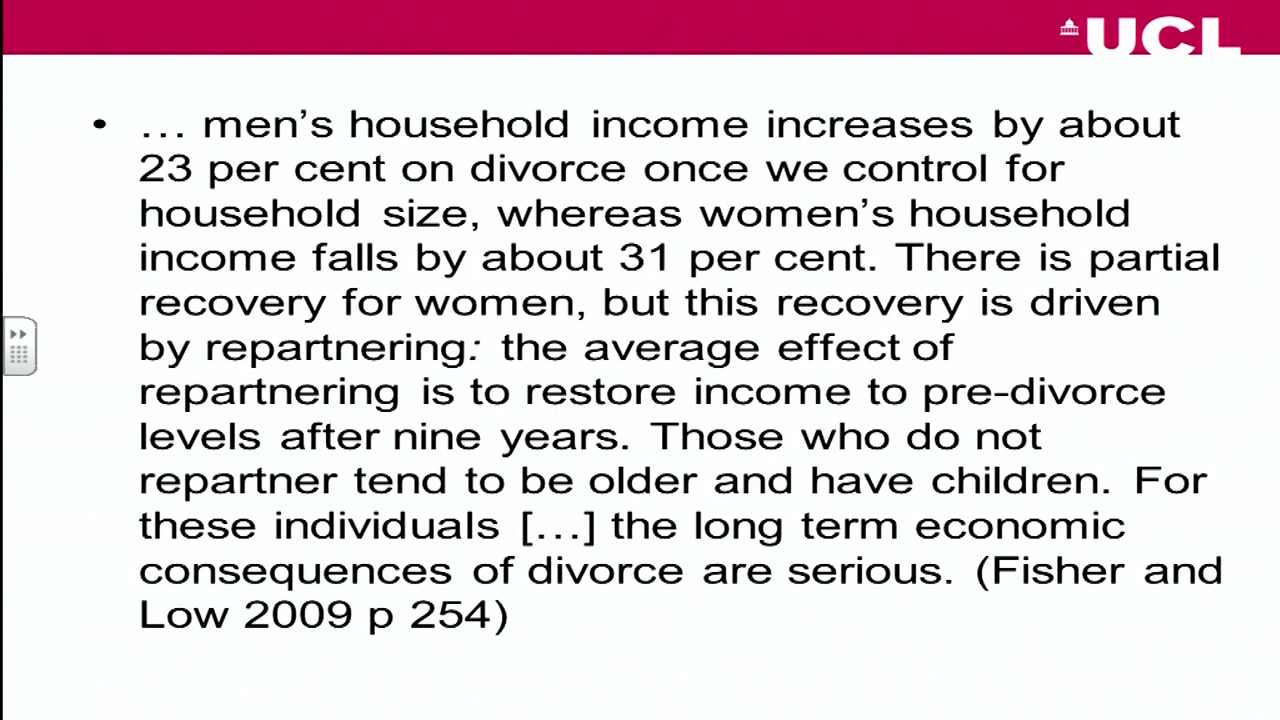 UCL
• … men’s household income increases by about
23 per cent on divorce once we control for
household size, whereas women’s household
income falls by about 31 per cent. There is partial
recovery for women, but this recovery is driven
by repartnering: the average effect of
repartnering is to restore income to pre-divorce
levels after nine years. Those who do not
repartner tend to be older and have children. For
these individuals […] the long term economic
consequences of divorce are serious. (Fisher and
Low 2009 p 254)